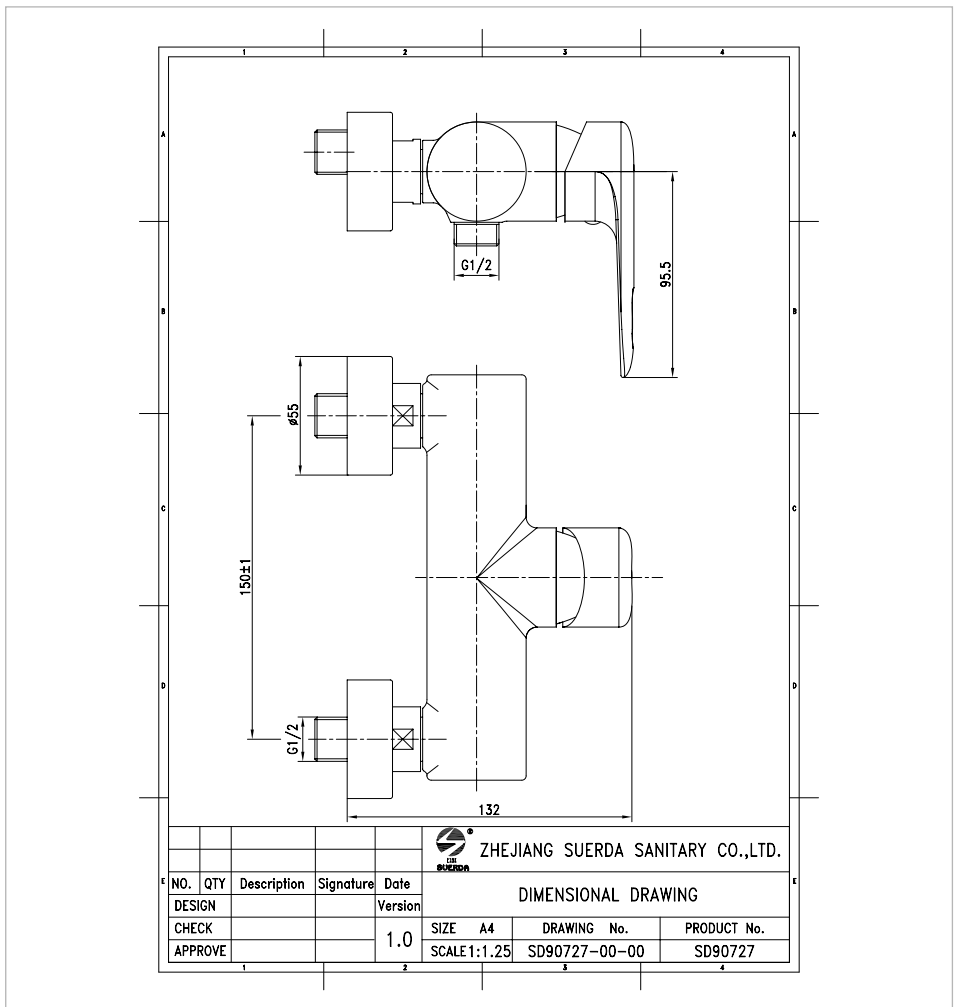 1 2 3 4
A A
G1/2
95.5
B B
ø55
C C
150±1
D D
G1/2
132
SUERDA
ZHEJIANG SUERDA SANITARY CO.,LTD.
E E
NO. QTY Description Signature Date
DIMENSIONAL DRAWING
DESIGN Version
CHECK 1.0 SIZE A4 DRAWING No. PRODUCT No.
APPROVE SCALE1:1.25 SD90727-00-00 SD90727
1 2 3 4